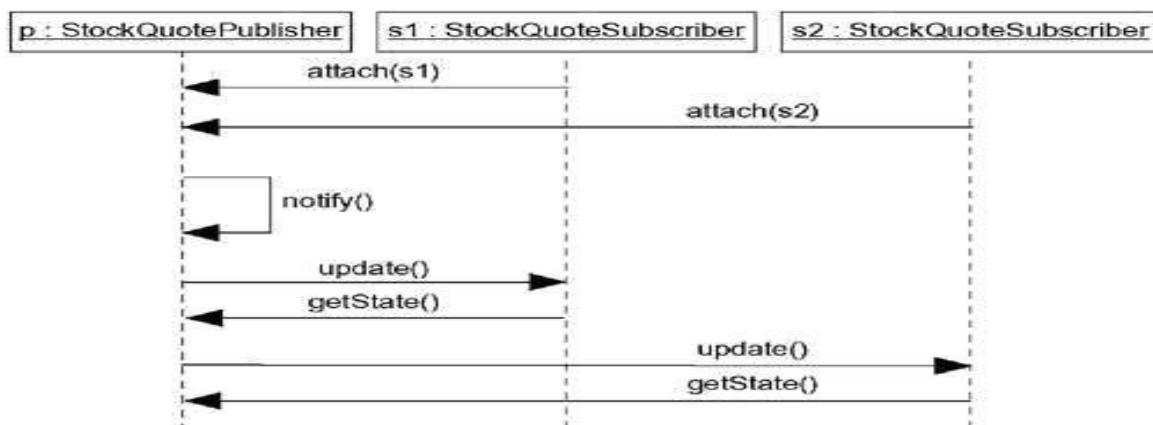 p : StockQuotePublisher
s1 : StockQuoteSubscriber
s2 : StockQuoteSubscriber
attach(s1)
attach(s2)
notify()
update()
getState()
update()
getState()